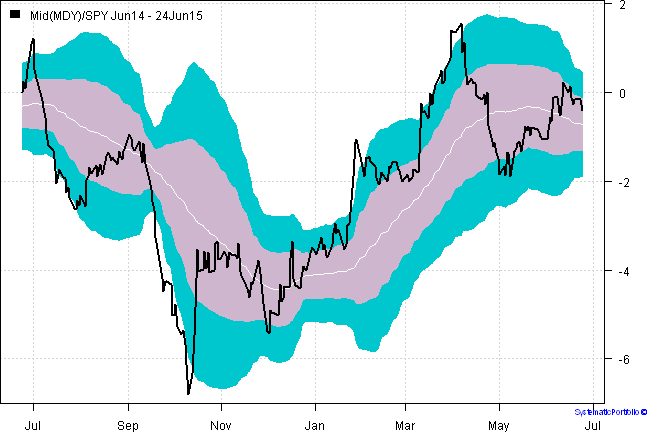 Mid(MDY)/SPY Jun14 - 24Jun15
2
0
-2
-4
-6
SystematicPortfolio ©
Jul Sep Nov Jan Mar May Jul